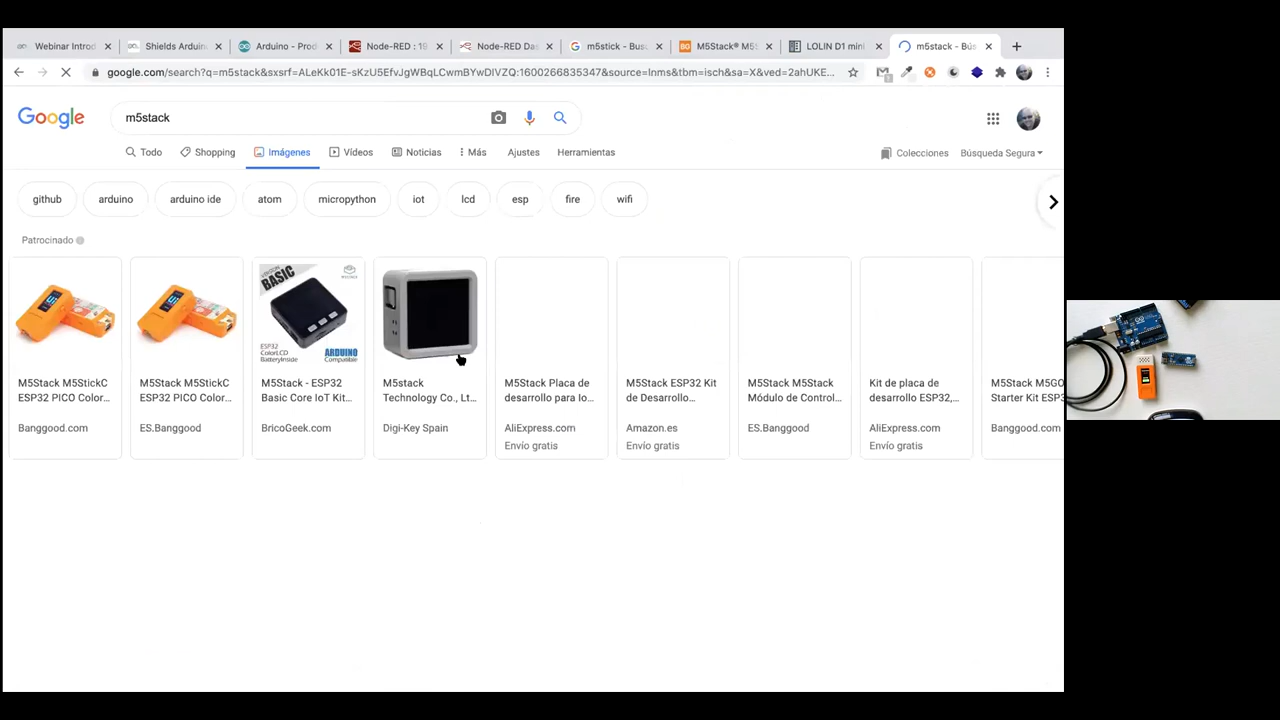 Webinar Introd
Shields Arduin
Arduino - Prod
Node-RED : 19
Node-RED Das
m5stick - Bus
M5Stack® M5
LOLIN D1 mini
m5stack - Bús
google.com/search?q=m5stack&sxsrf=ALeKk01E-sKzU5EfvJgWBqLCwmBYwDIVZQ:1600266835347&source=lnms&tbm=isch&sa=X&ved=2ahUKE...
Google
m5stack
Todo
Shopping
Imágenes
Vídeos
Noticias
Más
Ajustes
Herramientas
Colecciones
Búsqueda Segura
github
arduino
arduino ide
atom
micropython
iot
lcd
esp
fire
wifi
Patrocinado
BASIC
ESP32
ColorLCD
BatteryInside
ARDUINO
Compatible
M5Stack M5StickC
ESP32 PICO Color...
Banggood.com
M5Stack M5StickC
ESP32 PICO Color...
ES.Banggood
M5Stack - ESP32
Basic Core IoT Kit...
BricoGeek.com
M5stack
Technology Co., Lt...
Digi-Key Spain
M5Stack Placa de
desarrollo para Io...
AliExpress.com
Envío gratis
M5Stack ESP32 Kit
de Desarrollo...
Amazon.es
Envío gratis
M5Stack M5Stack
Módulo de Control...
ES.Banggood
Kit de placa de
desarrollo ESP32,...
AliExpress.com
Envío gratis
M5Stack M5GO
Starter Kit ESP3
Banggood.com